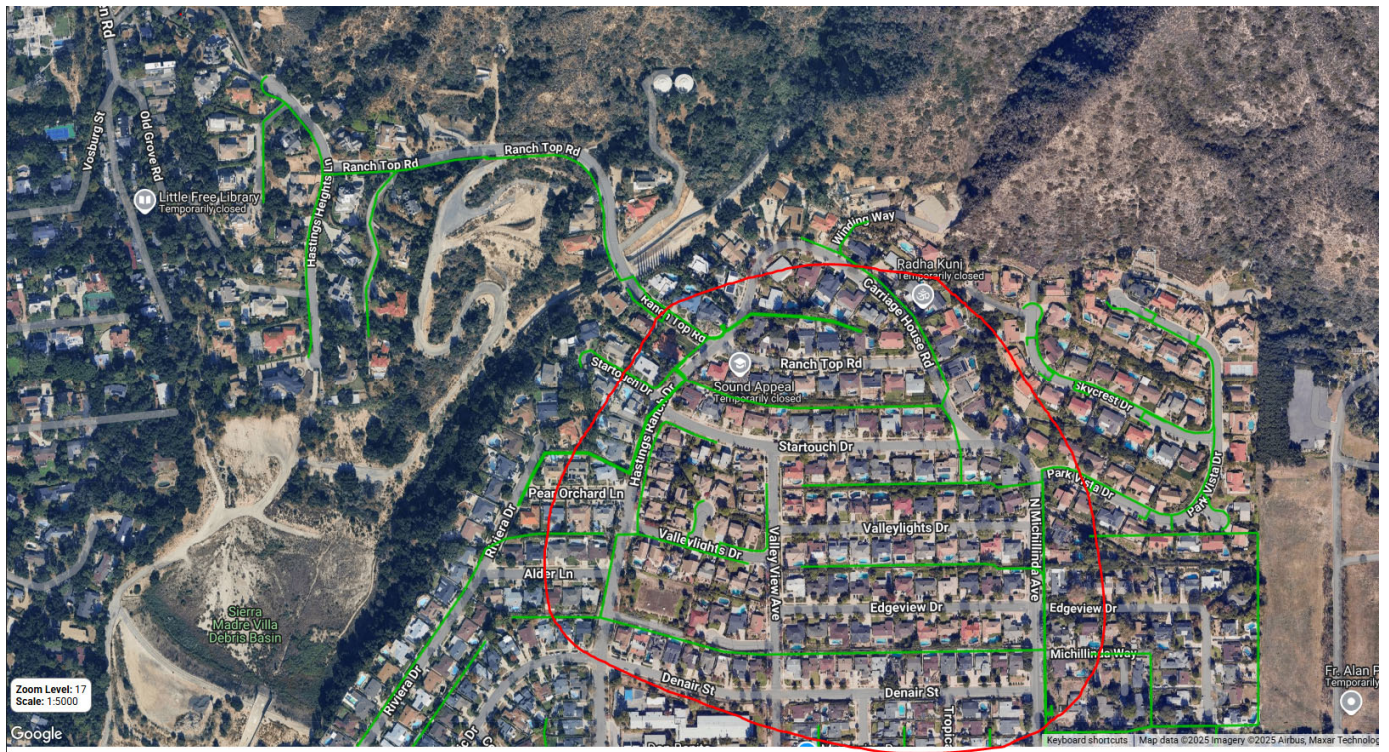 Vosburg St
Old Grove Rd
Little Free Library
Temporarily closed
Hastings Heights Ln
Ranch Top Rd
Ranch Top Rd
Winding Way
Radha Kunj
Temporarily closed
Carriage House Rd
Ranch Top Rd
Ranch Top Rd
Sound Appeal
Temporarily closed
Startouch Dr
Hastings Ranch Dr
Skycrest Dr
Startouch Dr
Park Vista Dr
Park Vista Dr
Pear Orchard Ln
Riviera Dr
Valleylights Dr
Valleylights Dr
Valley View Ave
N Michillinda Ave
Alder Ln
Edgeview Dr
Edgeview Dr
Sierra
Madre Villa
Debris Basin
Michillinda Way
Riviera Dr
Denair St
Denair St
Tropic
Fr. Alan P
Temporarily
Zoom Level: 17
Scale: 1:5000
Google
Keyboard shortcuts
Map data ©2025 Imagery ©2025 Airbus, Maxar Technolog